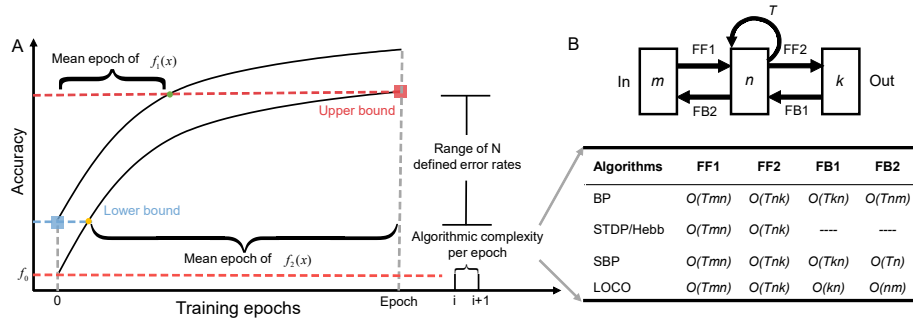 A
Mean epoch of f₁(x)
Accuracy
Upper bound
Lower bound
Mean epoch of f₂(x)
f₀
0
Training epochs
Epoch
Range of N
defined error rates
Algorithmic complexity
per epoch
i
i+1
B
T
FF1
FF2
In
m
n
k
Out
FB2
FB1
Algorithms FF1 FF2 FB1 FB2
BP O(Tmn) O(Tnk) O(Tkn) O(Tnm)
STDP/Hebb O(Tmn) O(Tnk) ---- ----
SBP O(Tmn) O(Tnk) O(Tkn) O(Tn)
LOCO O(Tmn) O(Tnk) O(kn) O(nm)